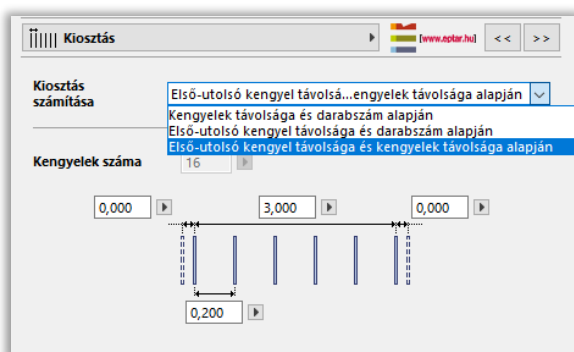 Kiosztás
[www.eptar.hu]
<<
>>
Kiosztás
számítása
Első-utolsó kengyel távolsá...engyelek távolsága alapján
Kengyelek távolsága és darabszám alapján
Első-utolsó kengyel távolsága és darabszám alapján
Első-utolsó kengyel távolsága és kengyelek távolsága alapján
Kengyelek száma
16
0,000
3,000
0,000
0,200